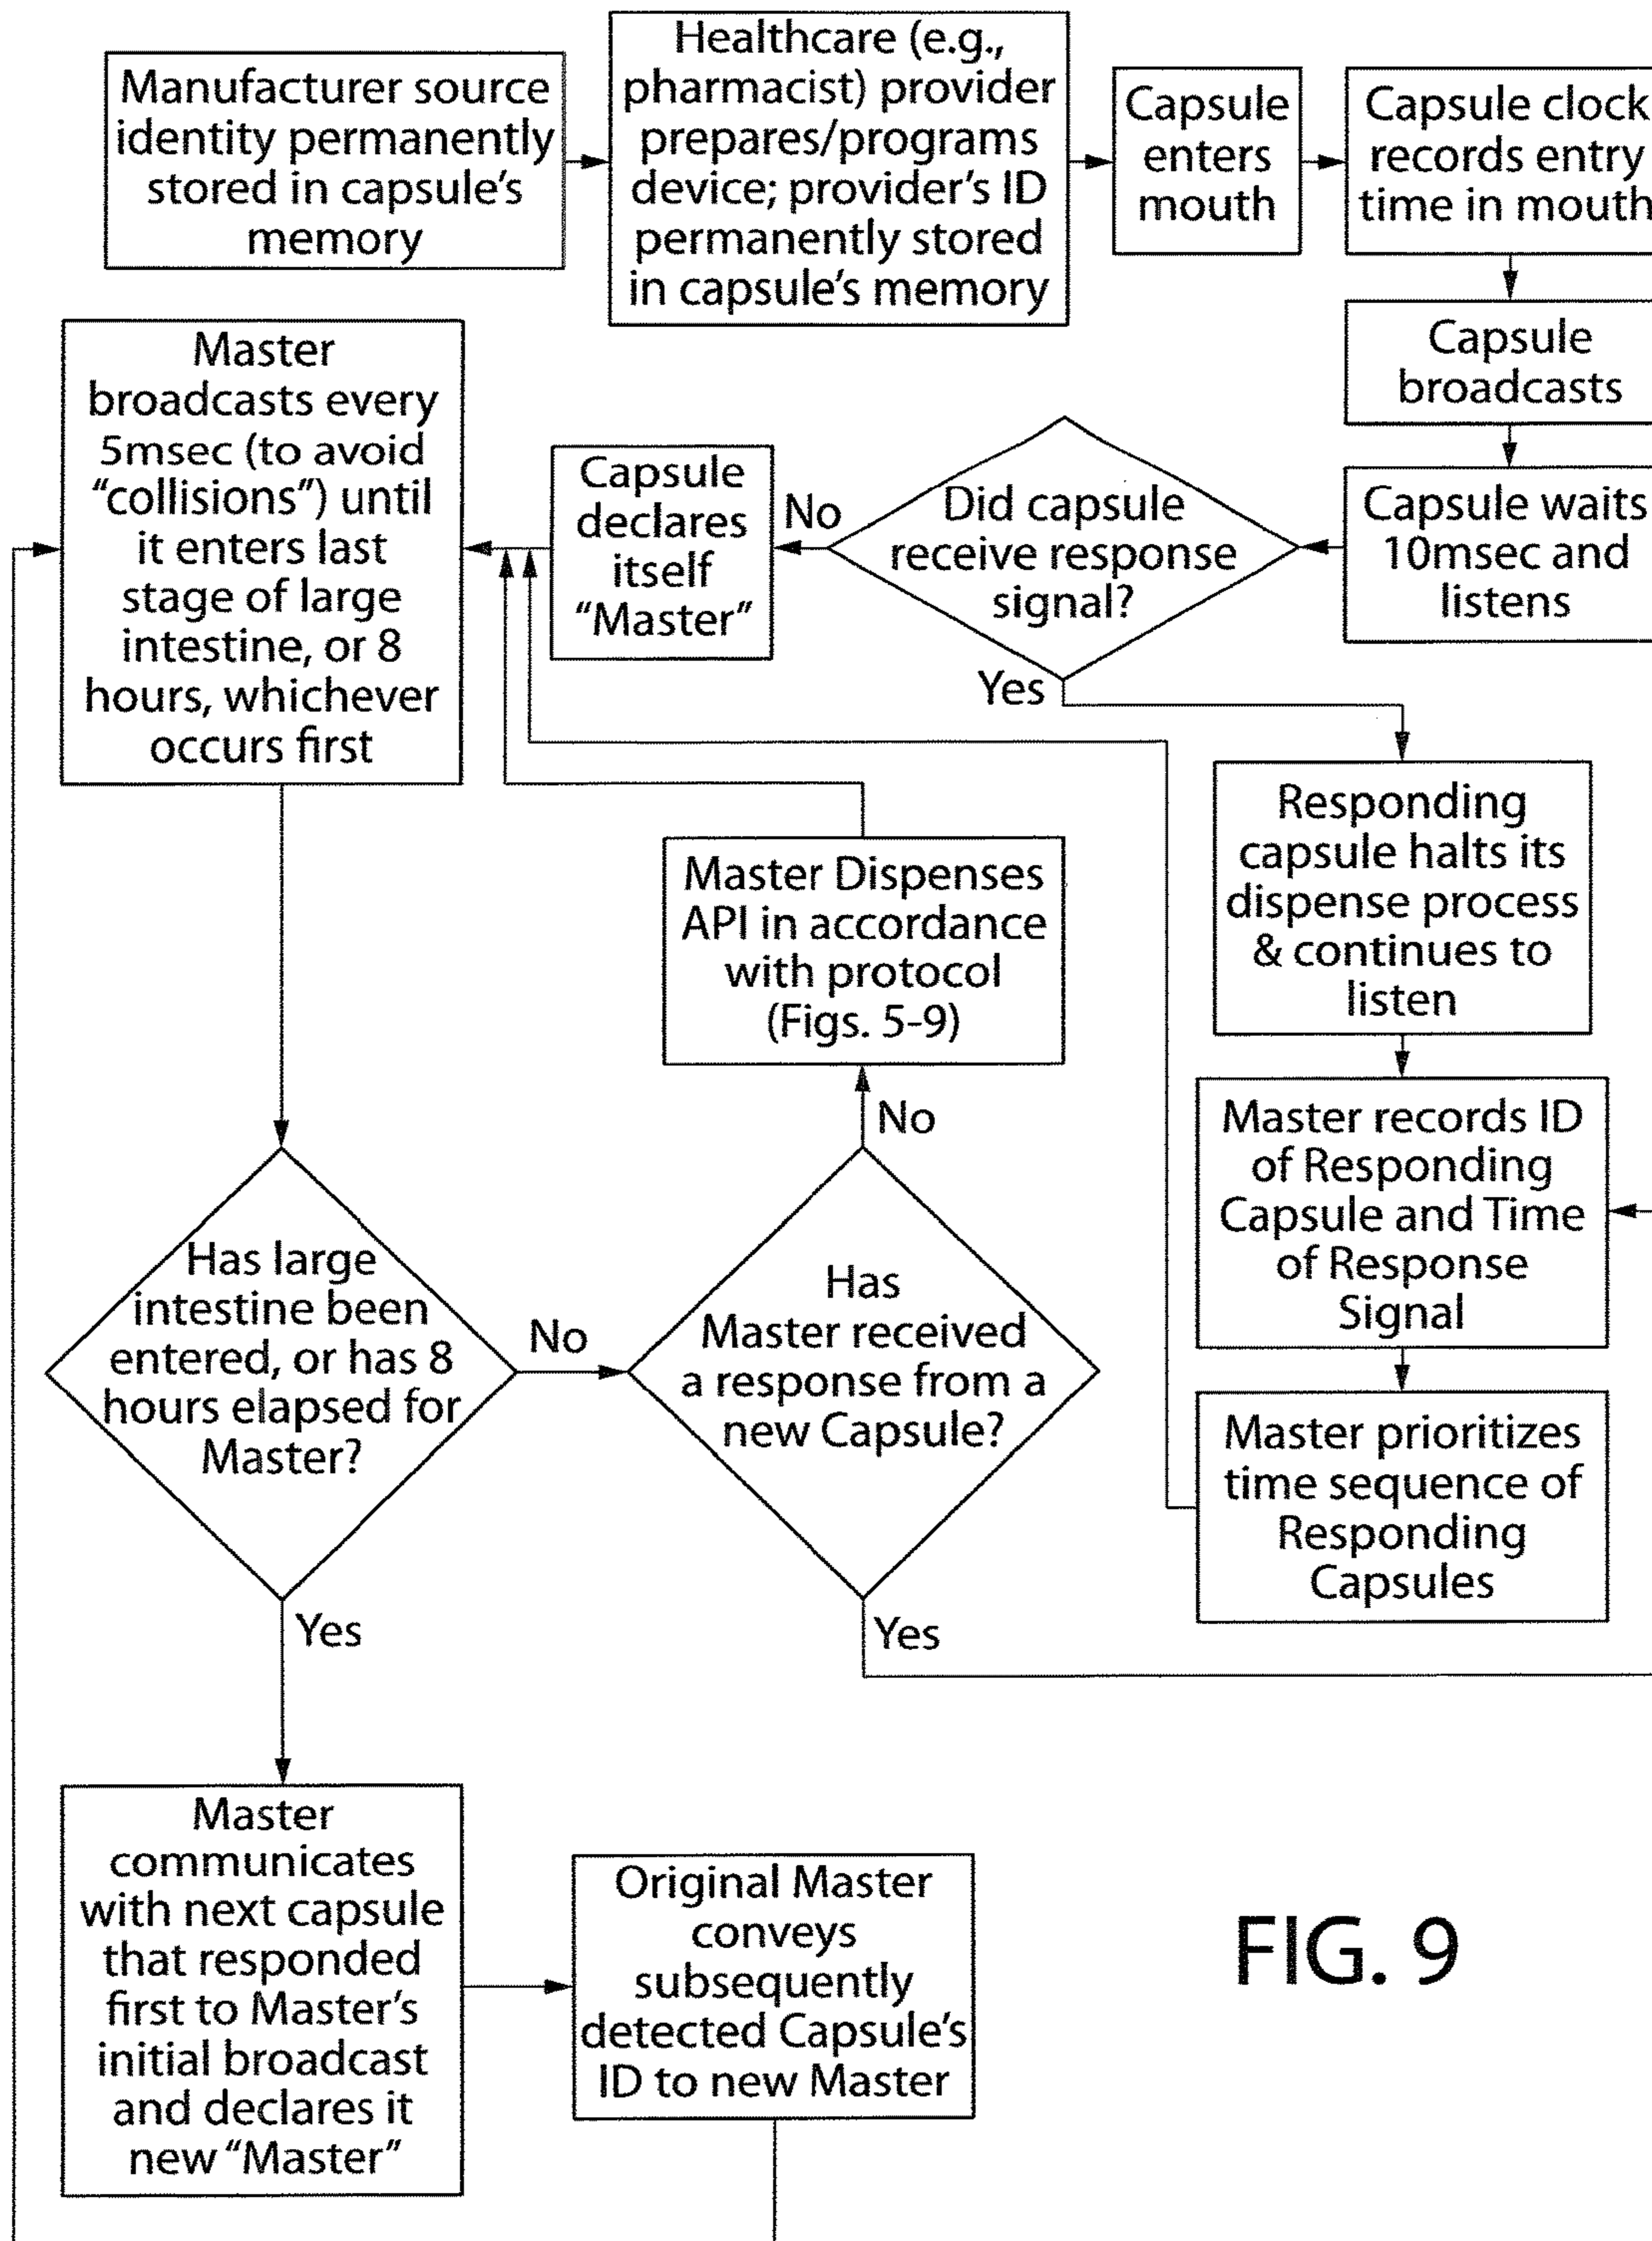 Manufacturer source
identity permanently
stored in capsule's
memory
Healthcare (e.g.,
pharmacist) provider
prepares/programs
device; provider's ID
permanently stored
in capsule's memory
Capsule
enters
mouth
Capsule clock
records entry
time in mouth
Capsule
broadcasts
Capsule waits
10msec and
listens
Did capsule
receive response
signal?
No
Yes
Capsule
declares
itself
“Master”
Master
broadcasts every
5msec (to avoid
“collisions”) until
it enters last
stage of large
intestine, or 8
hours, whichever
occurs first
Responding
capsule halts its
dispense process
& continues to
listen
Master records ID
of Responding
Capsule and Time
of Response
Signal
Master prioritizes
time sequence of
Responding
Capsules
Master Dispenses
API in accordance
with protocol
(Figs. 5-9)
No
Has large
intestine been
entered, or has 8
hours elapsed for
Master?
No
Has
Master received
a response from a
new Capsule?
Yes
Yes
Master
communicates
with next capsule
that responded
first to Master's
initial broadcast
and declares it
new “Master”
Original Master
conveys
subsequently
detected Capsule's
ID to new Master
FIG. 9